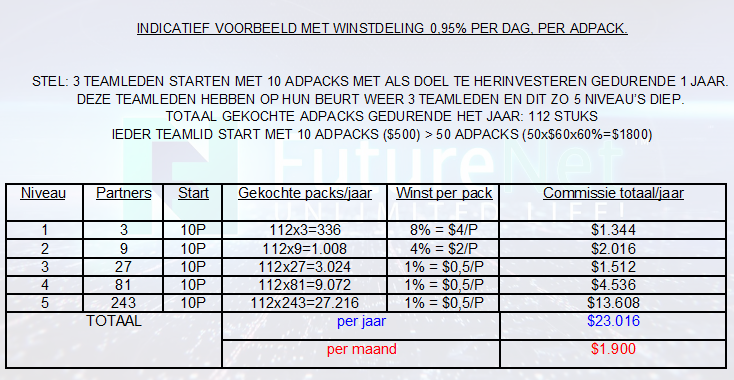 INDICATIEF VOORBEELD MET WINSTDELING 0,95% PER DAG, PER ADPACK.
STEL: 3 TEAMLEDEN STARTEN MET 10 ADPACKS MET ALS DOEL TE HERINVESTEREN GEDURENDE 1 JAAR.
DEZE TEAMLEDEN HEBBEN OP HUN BEURT WEER 3 TEAMLEDEN EN DIT ZO 5 NIVEAU'S DIEP.
TOTAAL GEKOCHTE ADPACKS GEDURENDE HET JAAR: 112 STUKS
IEDER TEAMLID START MET 10 ADPACKS ($500) > 50 ADPACKS (50x$60x60%=$1800)
FutureNet
UNLIMITED LIFE!
Niveau Partners Start Gekochte packs/jaar Winst per pack Commissie totaal/jaar
1 3 10P 112x3=336 8% = $4/P $1.344
2 9 10P 112x9=1.008 4% = $2/P $2.016
3 27 10P 112x27=3.024 1% = $0,5/P $1.512
4 81 10P 112x81=9.072 1% = $0,5/P $4.536
5 243 10P 112x243=27.216 1% = $0,5/P $13.608
TOTAAL per jaar $23.016
per maand $1.900